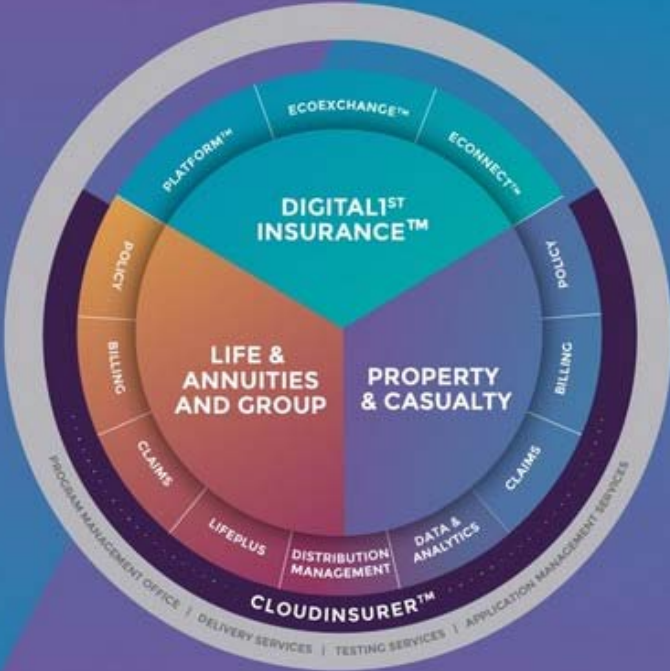 PLATFORM™
ECOEXCHANGE™
ECONNECT™
DIGITAL1ST
INSURANCE™
POLICY
BILLING
CLAIMS
LIFEPLUS
DISTRIBUTION
MANAGEMENT
DATA &
ANALYTICS
CLAIMS
BILLING
POLICY
LIFE &
ANNUITIES
AND GROUP
PROPERTY
& CASUALTY
CLOUDINSURER™
PROGRAM MANAGEMENT OFFICE | DELIVERY SERVICES | TESTING SERVICES | APPLICATION MANAGEMENT SERVICES